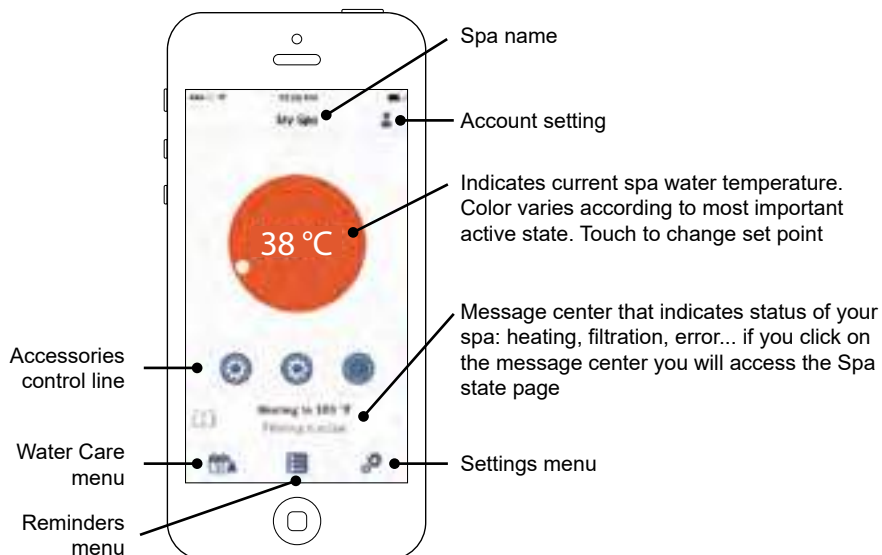 Spa name
My Spa
Account setting
Indicates current spa water temperature.
Color varies according to most important
active state. Touch to change set point
38 °C
Message center that indicates status of your
spa: heating, filtration, error... if you click on
the message center you will access the Spa
state page
Accessories
control line
Water Care
menu
Settings menu
Reminders
menu